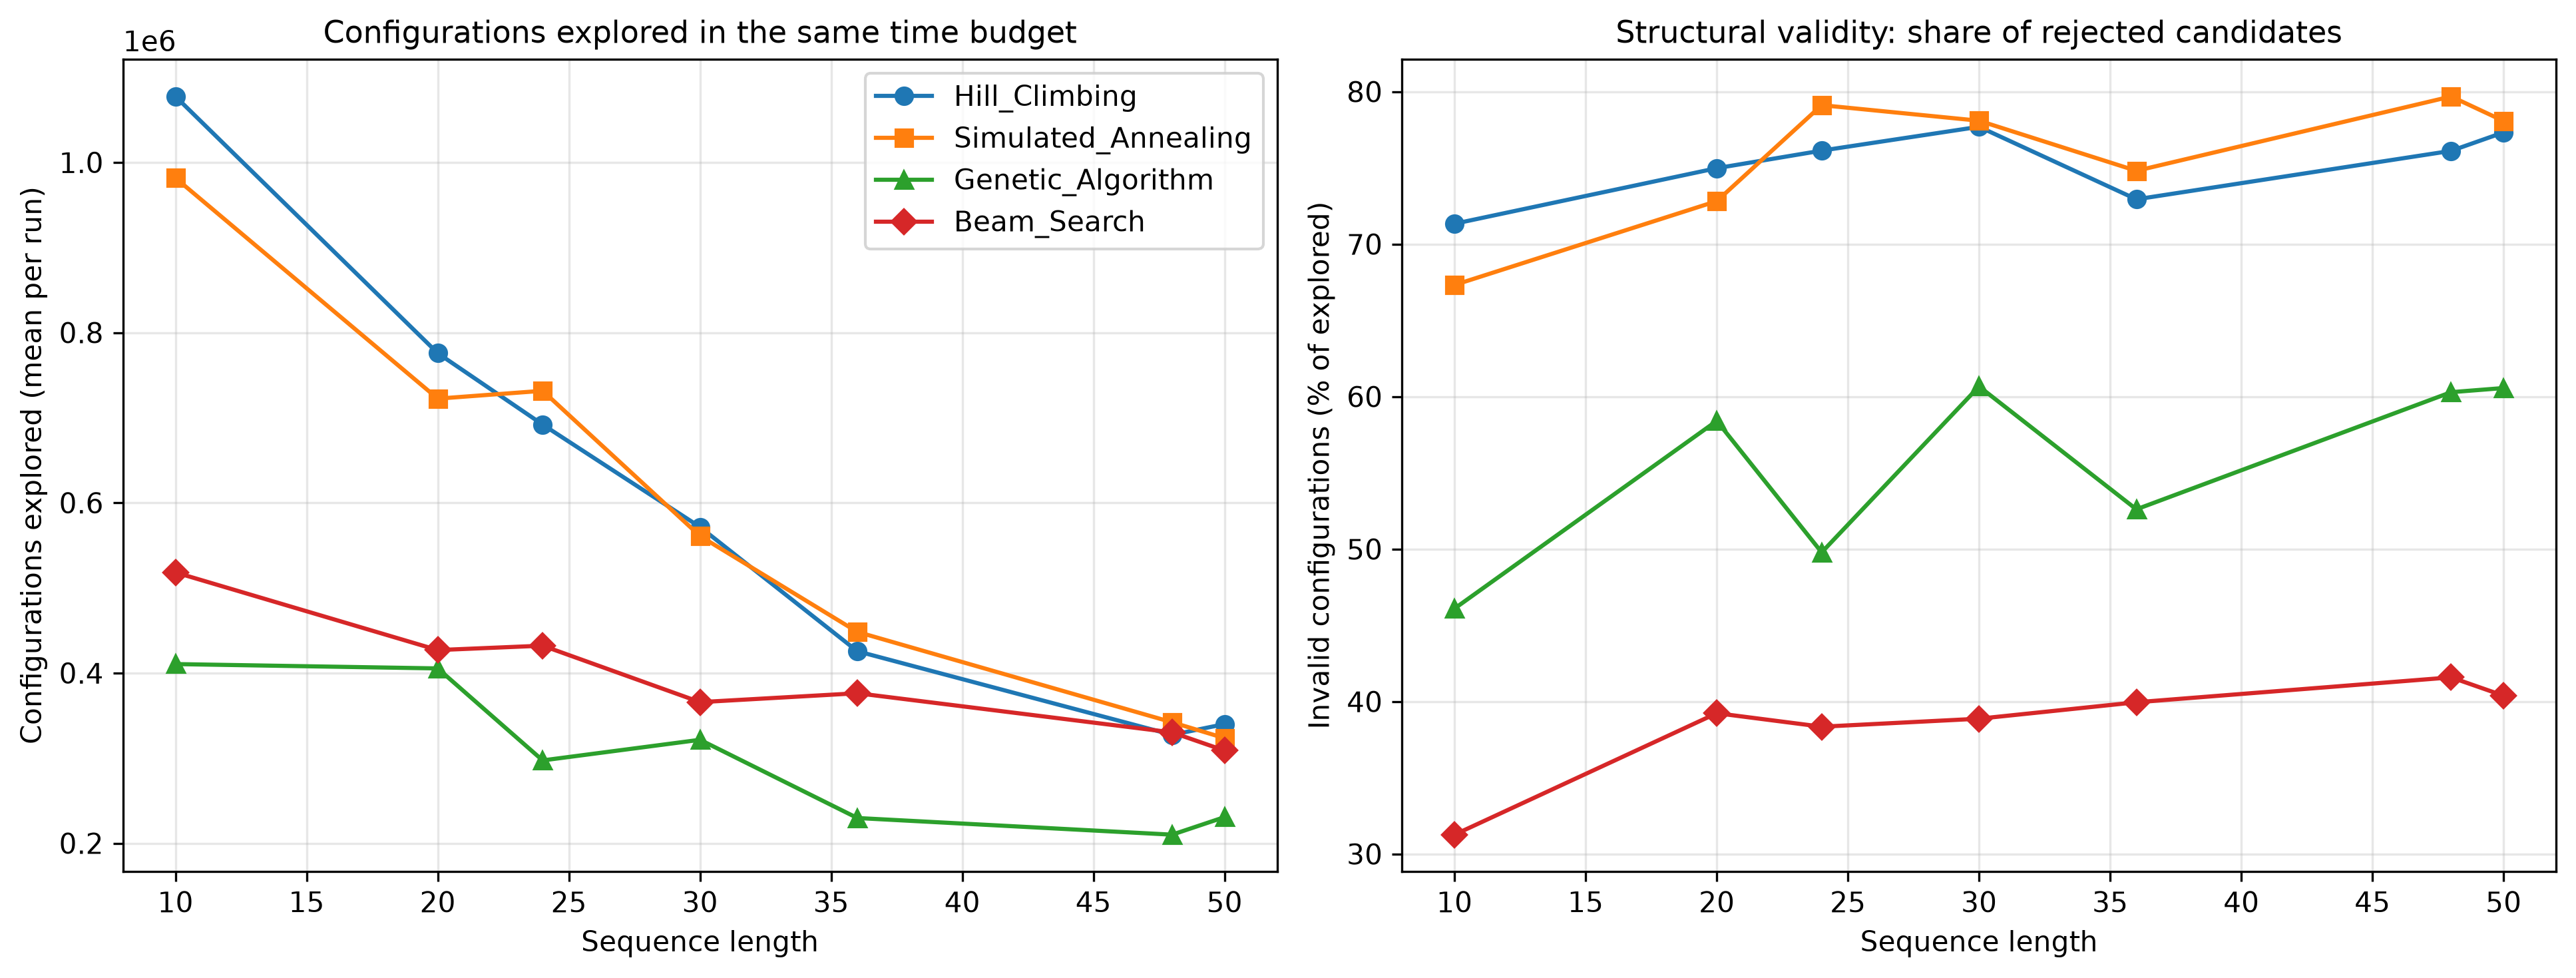 Configurations explored in the same time budget
1e6
Configurations explored (mean per run)
1.0
0.8
0.6
0.4
0.2
Hill_Climbing
Simulated_Annealing
Genetic_Algorithm
Beam_Search
10 15 20 25 30 35 40 45 50
Sequence length
Structural validity: share of rejected candidates
Invalid configurations (% of explored)
80
70
60
50
40
30
10 15 20 25 30 35 40 45 50
Sequence length